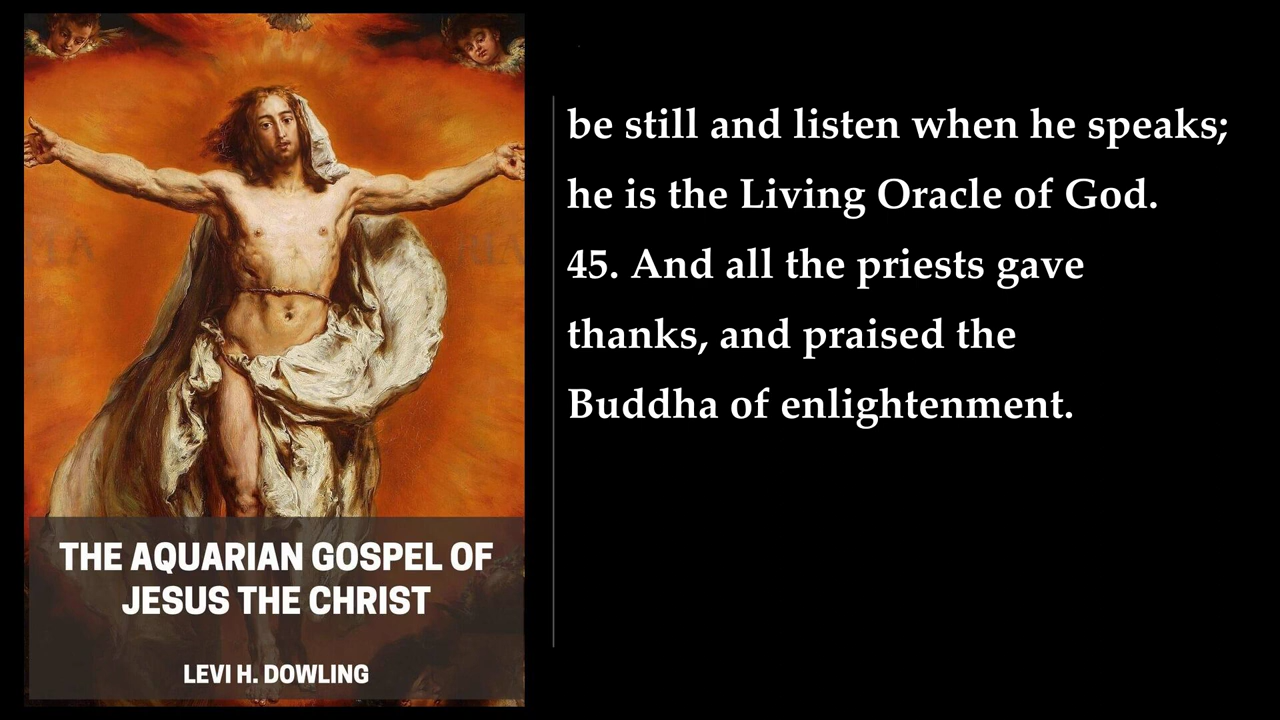 THE AQUARIAN GOSPEL OF
JESUS THE CHRIST
LEVI H. DOWLING
be still and listen when he speaks;
he is the Living Oracle of God.
45. And all the priests gave
thanks, and praised the
Buddha of enlightenment.